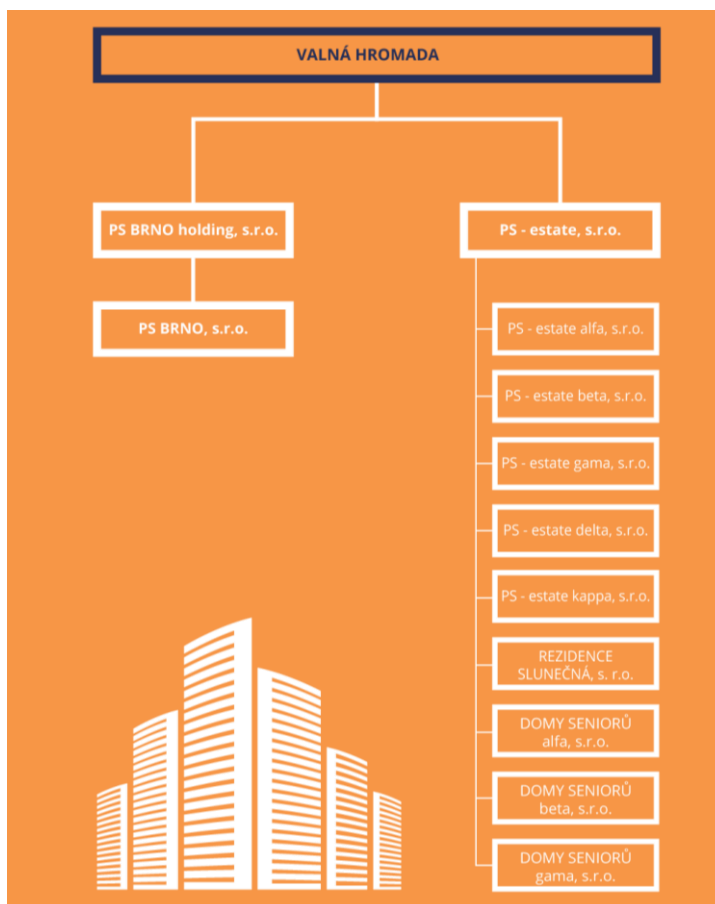 VALNÁ HROMADA
PS BRNO holding, s.r.o.
PS - estate, s.r.o.
PS BRNO, s.r.o.
PS - estate alfa, s.r.o.
PS - estate beta, s.r.o.
PS - estate gama, s.r.o.
PS - estate delta, s.r.o.
PS - estate kappa, s.r.o.
REZIDENCE
SLUNEČNÁ, s. r.o.
DOMY SENIORŮ
alfa, s.r.o.
DOMY SENIORŮ
beta, s.r.o.
DOMY SENIORŮ
gama, s.r.o.